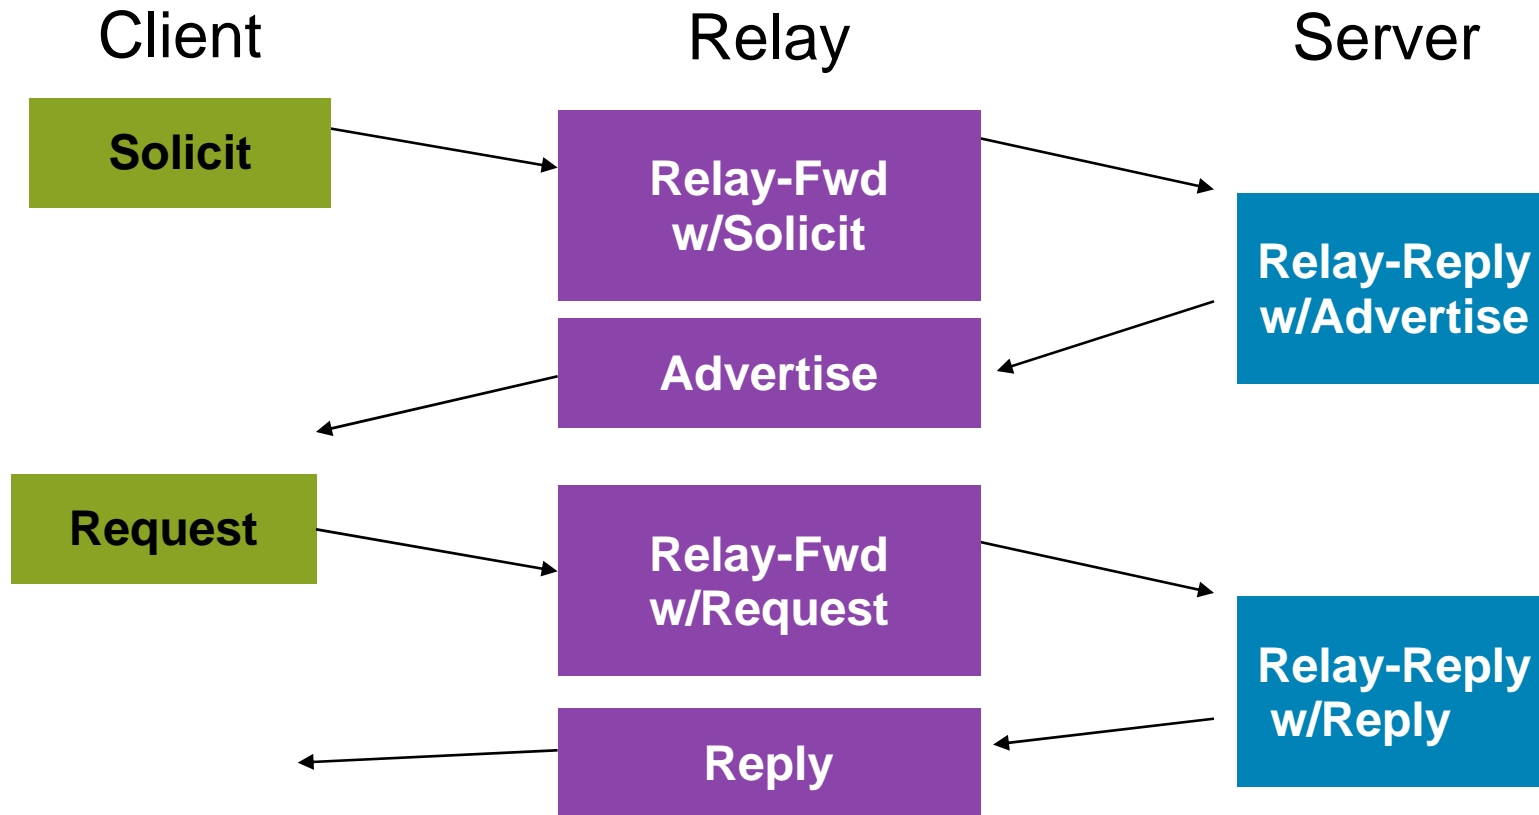 Client
Relay
Server
Solicit
Relay-Fwd
w/Solicit
Relay-Reply
w/Advertise
Advertise
Request
Relay-Fwd
w/Request
Relay-Reply
w/Reply
Reply